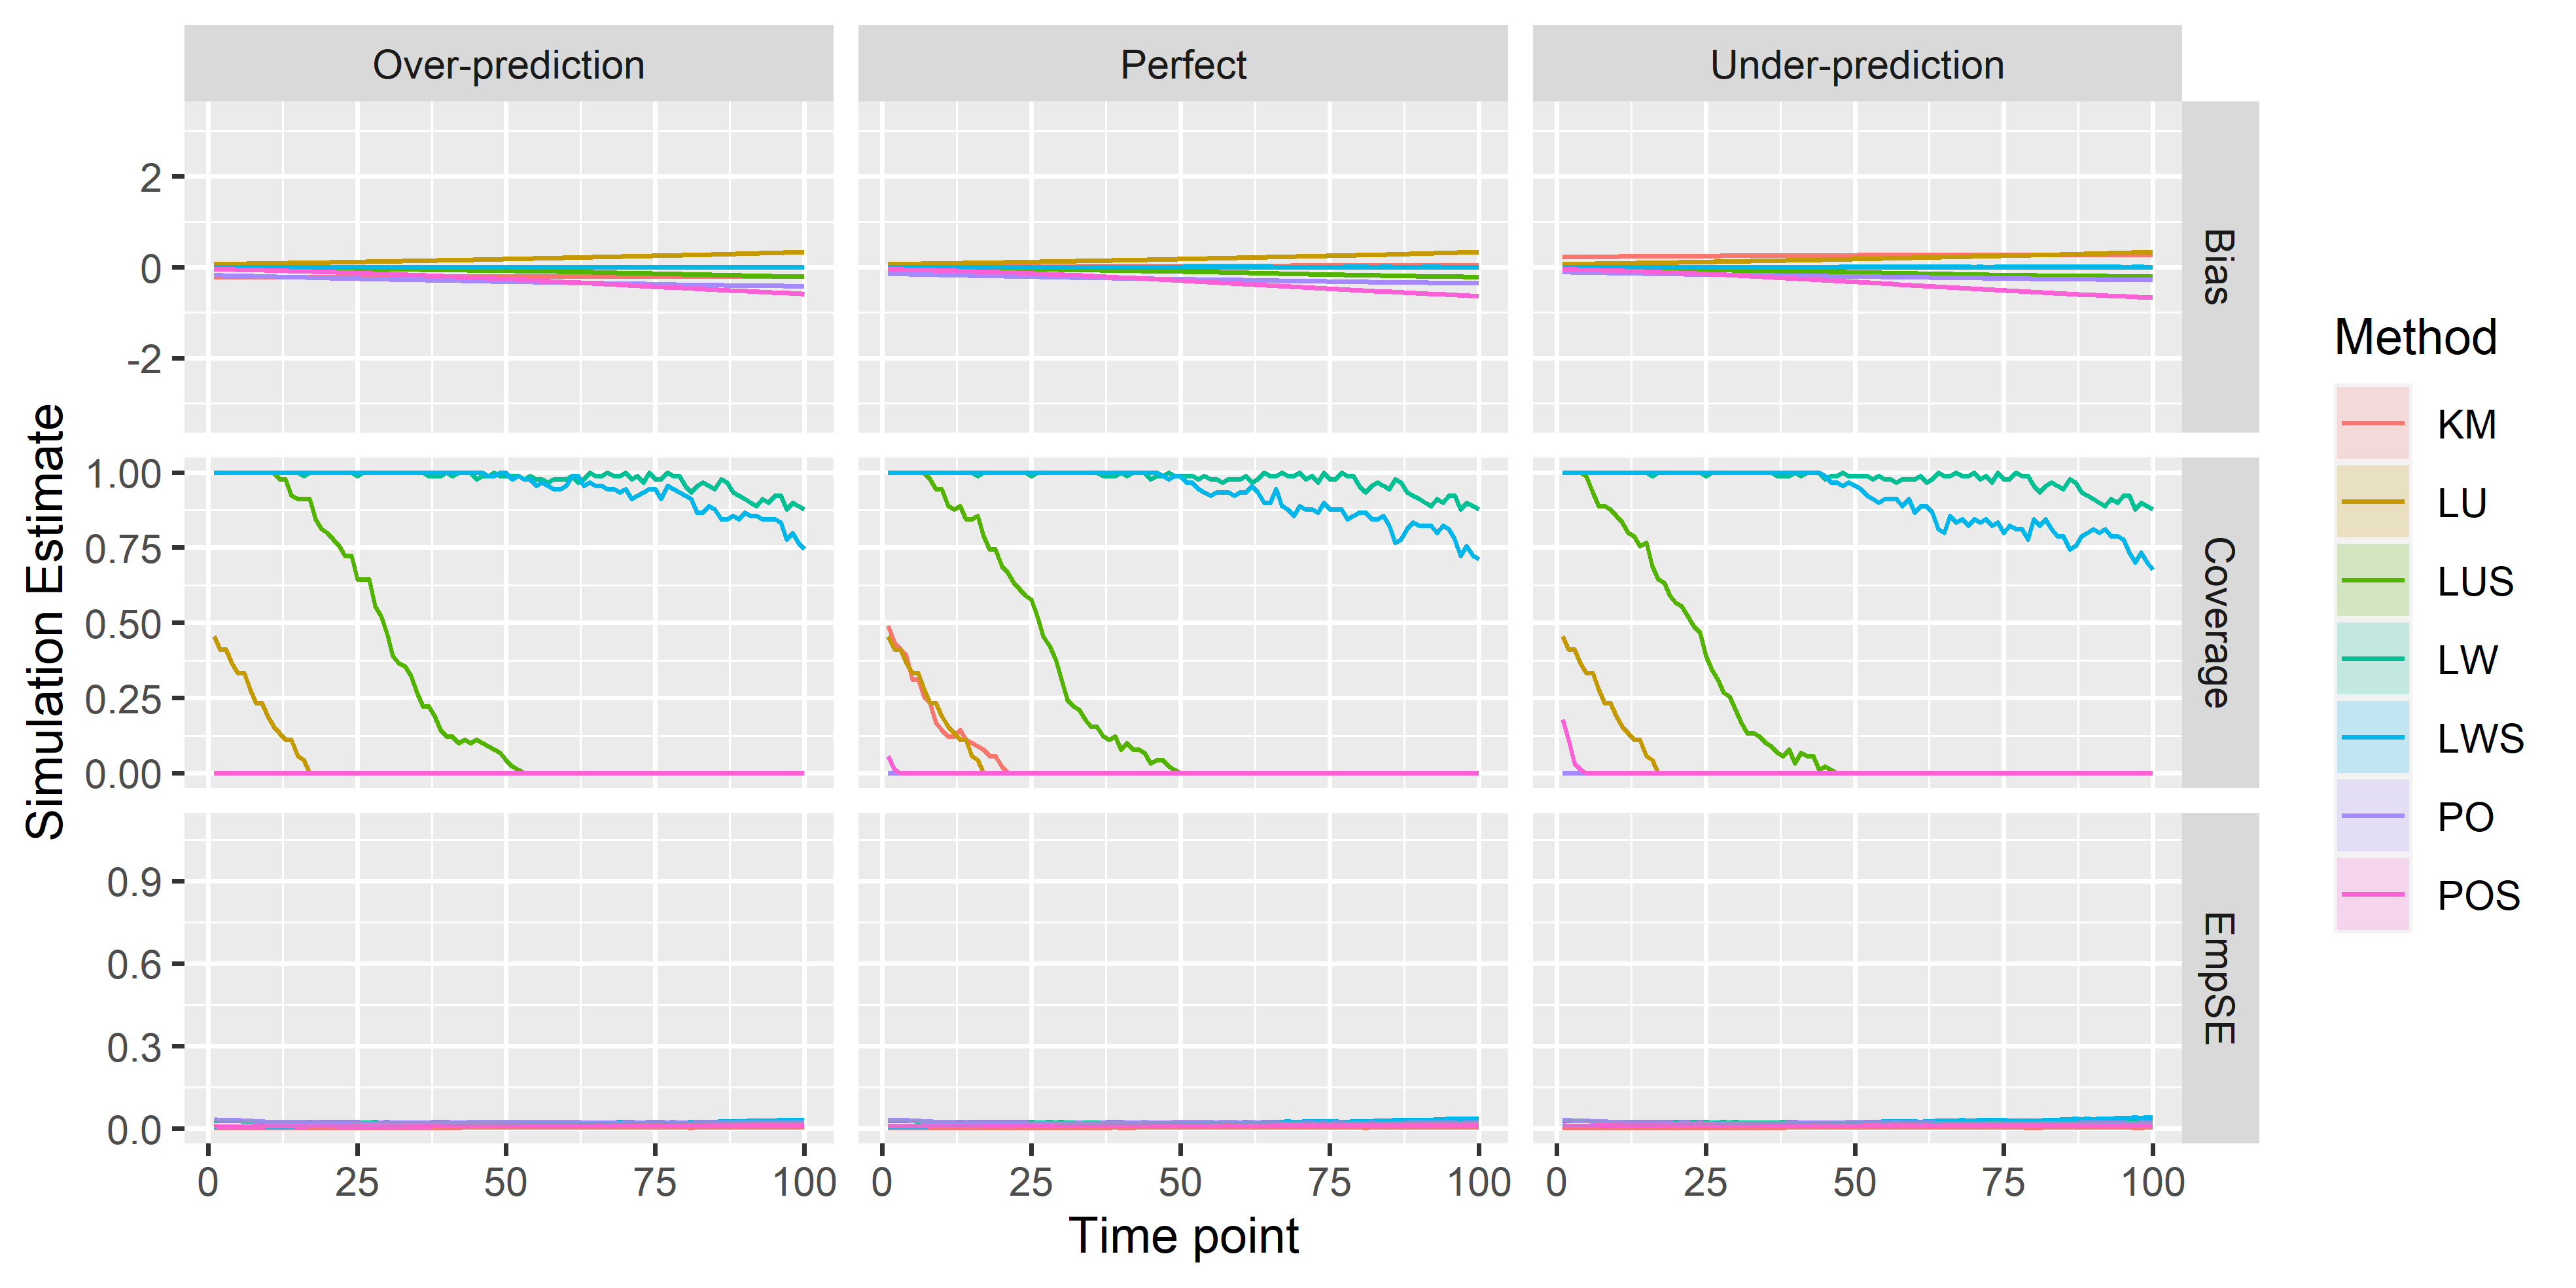 Over-prediction
Perfect
Under-prediction
2
0
-2
Bias
1.00
0.75
0.50
0.25
0.00
Coverage
0.9
0.6
0.3
0.0
EmpSE
0 25 50 75 100
0 25 50 75 100
0 25 50 75 100
Time point
Simulation Estimate
Method
KM
LU
LUS
LW
LWS
PO
POS